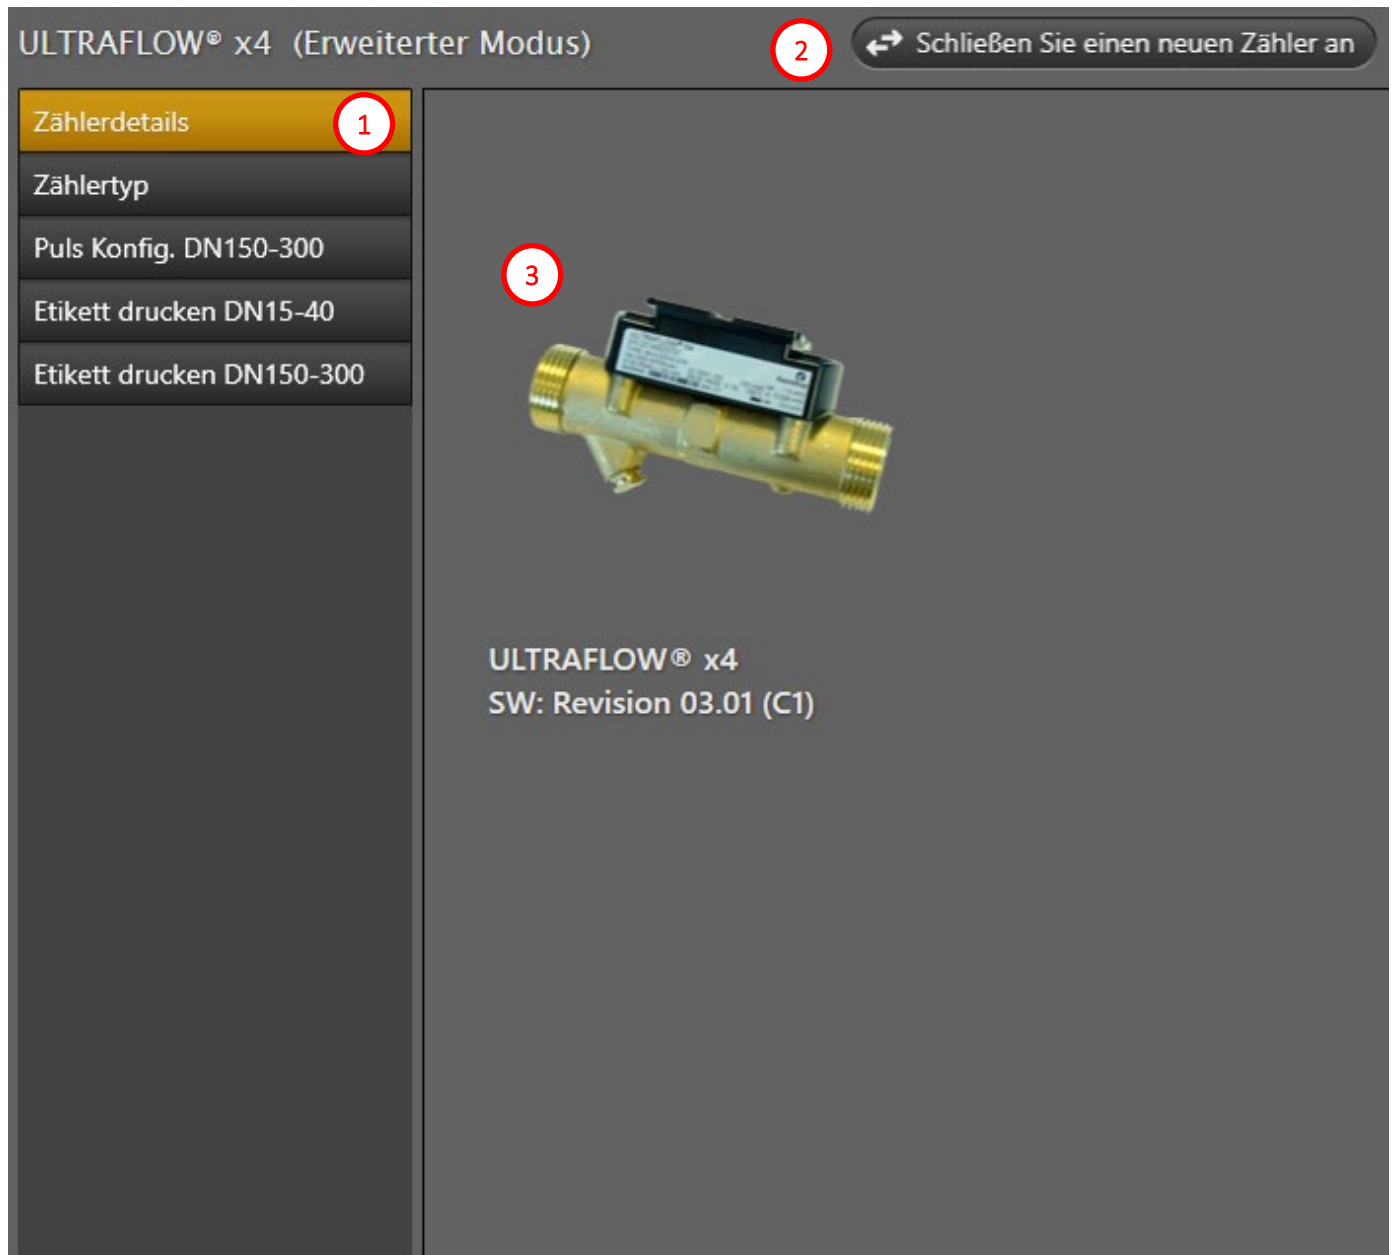 ULTRAFLOW® x4 (Erweiterter Modus)
2
Schließen Sie einen neuen Zähler an
Zählerdetails
1
Zählertyp
Puls Konfig. DN150-300
Etikett drucken DN15-40
Etikett drucken DN150-300
3
ULTRAFLOW® x4
SW: Revision 03.01 (C1)